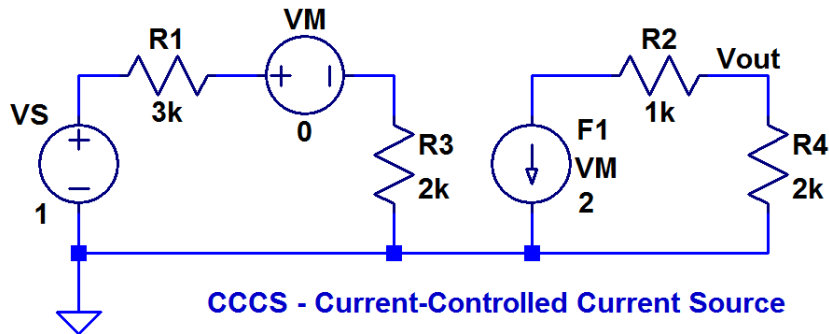 VM
R1
3k
0
VS
1
R3
2k
F1
VM
2
R2
1k
Vout
R4
2k
CCCS - Current-Controlled Current Source